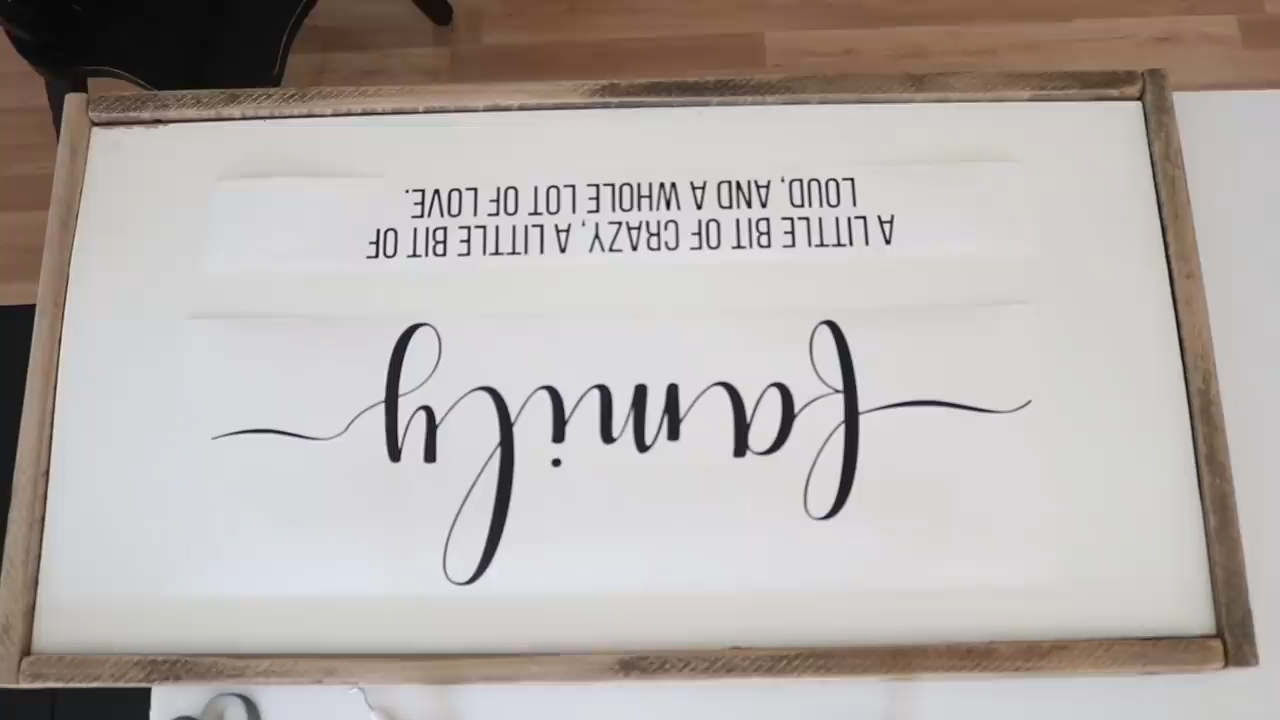 family
A LITTLE BIT OF CRAZY, A LITTLE BIT OF
LOUD, AND A WHOLE LOT OF LOVE.